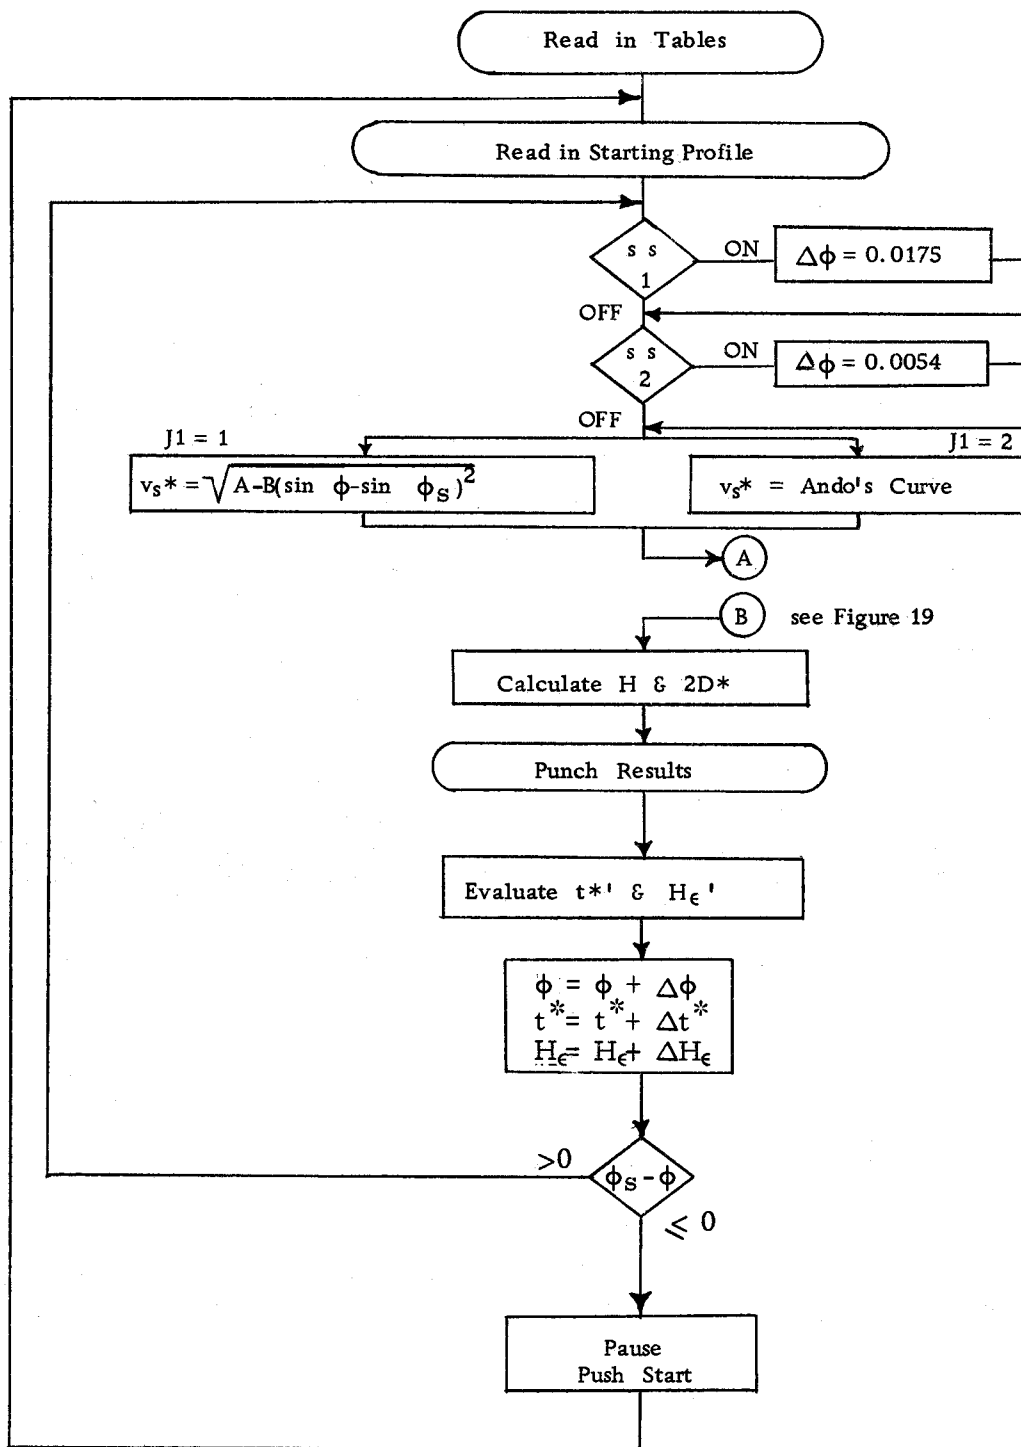 Read in Tables
Read in Starting Profile
s s
1
ON
Δϕ = 0.0175
OFF
s s
2
ON
Δϕ = 0.0054
OFF
J1 = 1
J1 = 2
vs* = √A-B(sin ϕ-sin ϕs)²
vs* = Ando's Curve
A
B see Figure 19
Calculate H & 2D*
Punch Results
Evaluate t*' & Hϵ'
ϕ = ϕ + Δϕ
t* = t* + Δt*
Hϵ= Hϵ+ ΔHϵ
>0
ϕs - ϕ
≤ 0
Pause
Push Start